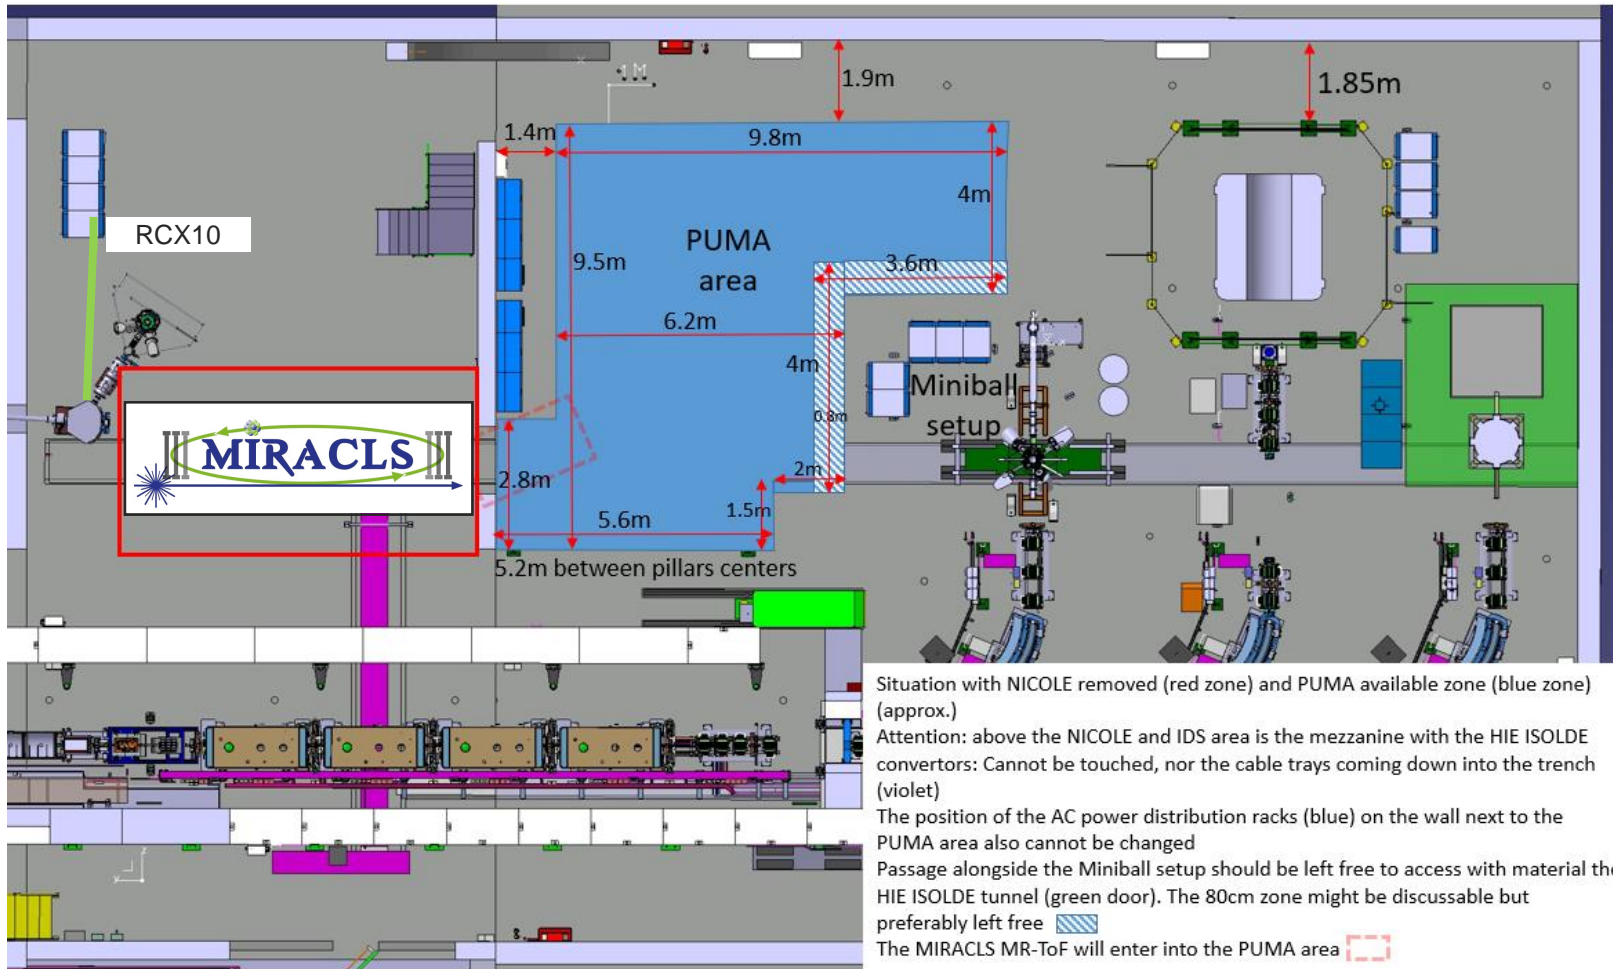 1M
1.9m
1.85m
1.4m
9.8m
4m
RCX10
PUMA
area
9.5m
3.6m
6.2m
4m
Miniball
setup
0.8m
MIRACLS
2m
2.8m
1.5m
5.6m
5.2m between pillars centers
Situation with NICOLE removed (red zone) and PUMA available zone (blue zone)
(approx.)
Attention: above the NICOLE and IDS area is the mezzanine with the HIE ISOLDE
convertors: Cannot be touched, nor the cable trays coming down into the trench
(violet)
The position of the AC power distribution racks (blue) on the wall next to the
PUMA area also cannot be changed
Passage alongside the Miniball setup should be left free to access with material the
HIE ISOLDE tunnel (green door). The 80cm zone might be discussable but
preferably left free
The MIRACLS MR-ToF will enter into the PUMA area